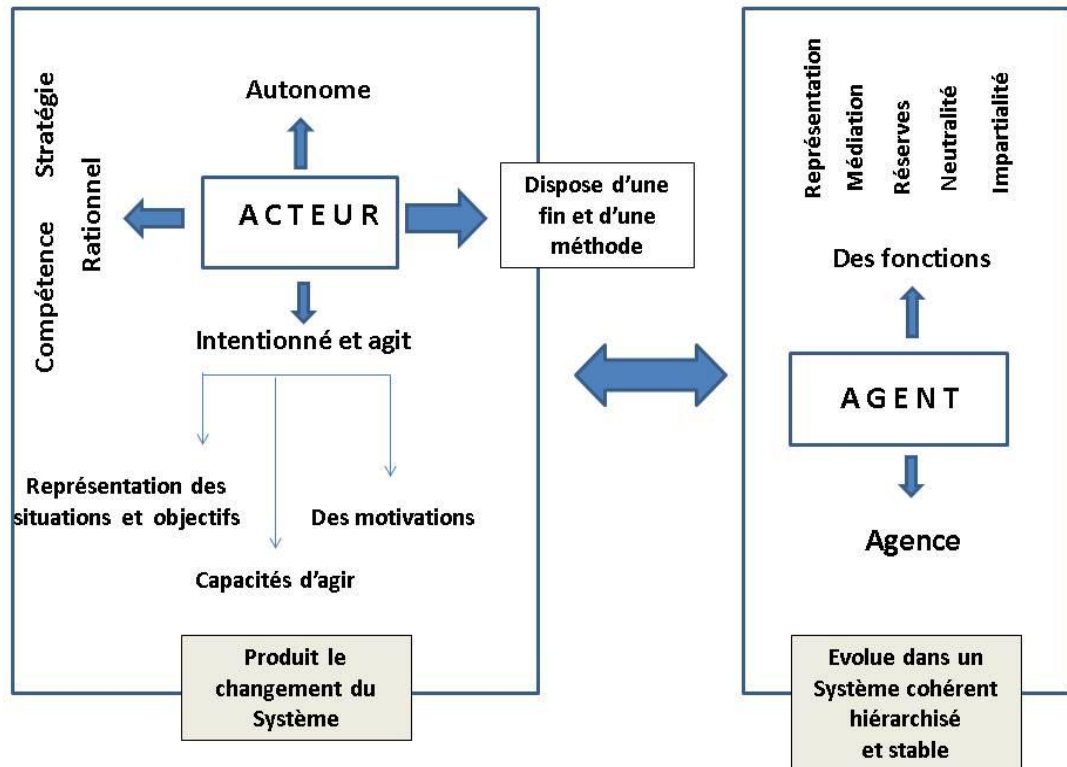 Stratégie
Compétence
Rationnel
Autonome
ACTEUR
Dispose d'une
fin et d'une
méthode
Intentionné et agit
Représentation des
situations et objectifs
Des motivations
Capacités d'agir
Produit le
changement du
Système
Représentation
Médiation
Réserves
Neutralité
Impartialité
Des fonctions
AGENT
Agence
Evolue dans un
Système cohérent
hiérarchisé
et stable